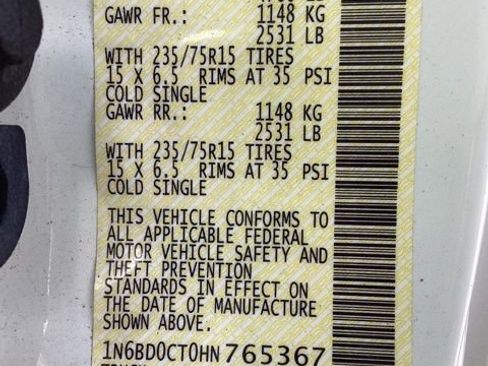 GAWR FR.: 1148 KG
2531 LB
WITH 235/75R15 TIRES
15 X 6.5 RIMS AT 35 PSI
COLD SINGLE
GAWR RR.: 1148 KG
2531 LB
WITH 235/75R15 TIRES
15 X 6.5 RIMS AT 35 PSI
COLD SINGLE
THIS VEHICLE CONFORMS TO
ALL APPLICABLE FEDERAL
MOTOR VEHICLE SAFETY AND
THEFT PREVENTION
STANDARDS IN EFFECT ON
THE DATE OF MANUFACTURE
SHOWN ABOVE.
1N6BD0CT0HN765367